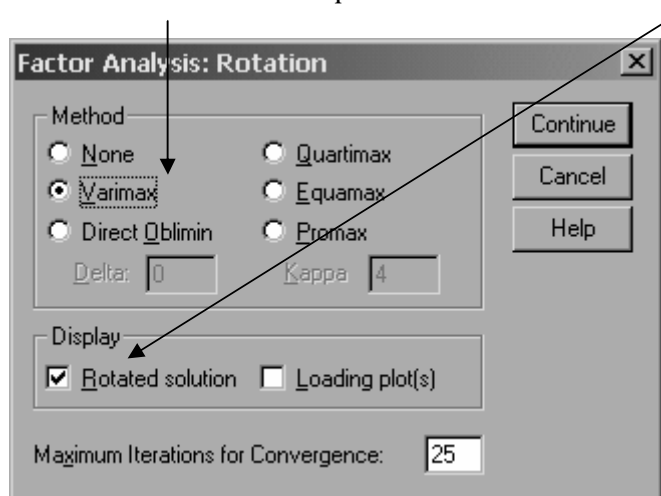 Factor Analysis: Rotation
Method
None
Quartimax
Varimax
Equamax
Direct Oblimin
Promax
Delta: 0
Kappa 4
Continue
Cancel
Help
Display
Rotated solution
Loading plot(s)
Maximum Iterations for Convergence: 25